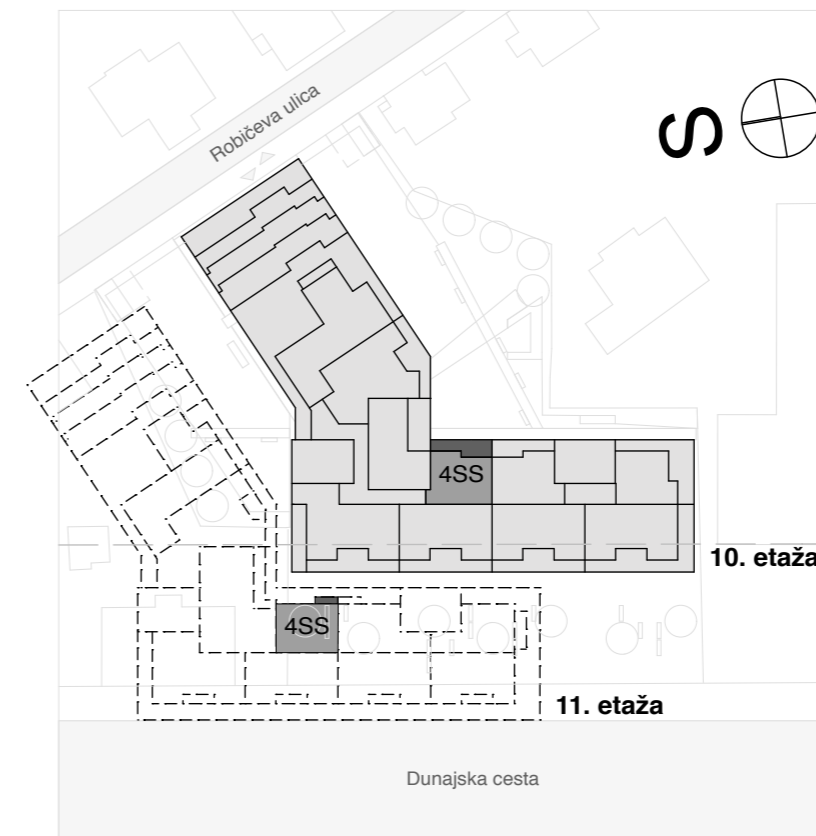 Robičeva ulica
S
4SS
10. etaža
4SS
11. etaža
Dunajska cesta